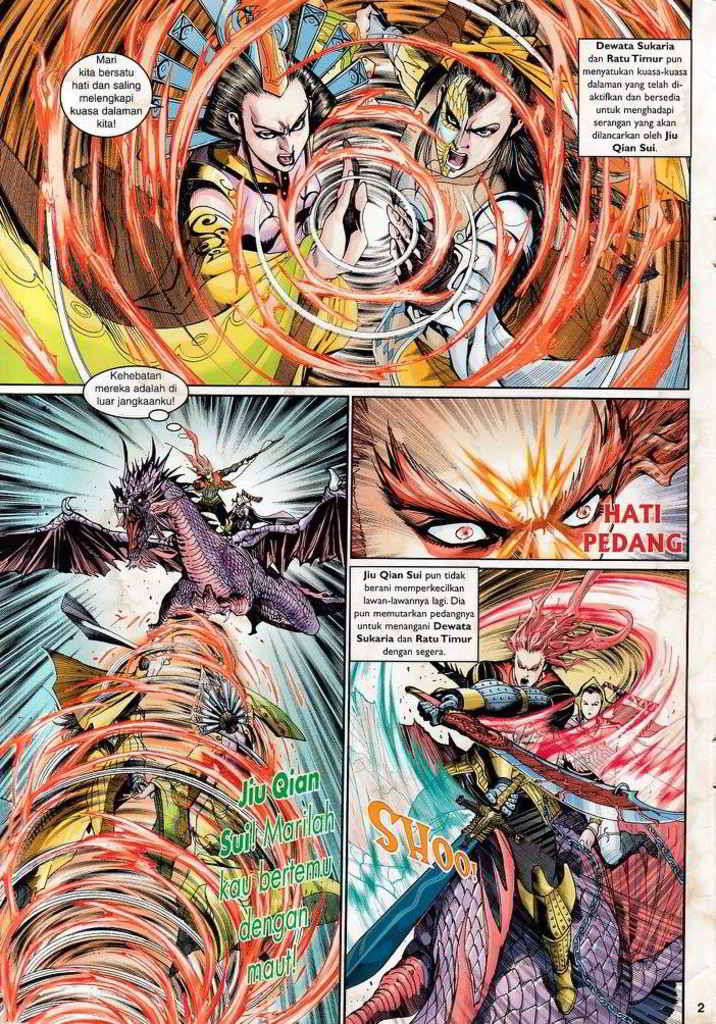 Mari
kita bersatu
hati dan saling
melengkapi
kuasa dalaman
kita!
Dewata Sukaria
dan Ratu Timur pun
menyatukan kuasa-kuasa
dalaman yang telah di-
aktifkan dan bersedia
untuk menghadapi
serangan yang akan
dilancarkan oleh Jiu
Qian Sui.
Kehebatan
mereka adalah di
luar jangkaanku!
HATI
PEDANG
Jiu Qian Sui pun tidak
berani memperkecilkan
lawan-lawannya lagi. Dia
pun memutarkan pedangnya
untuk menangani Dewata
Sukaria dan Ratu Timur
dengan segera.
Jiu Qian
Sui! Marilah
kau bertemu
dengan
maut!
SHOO!
2